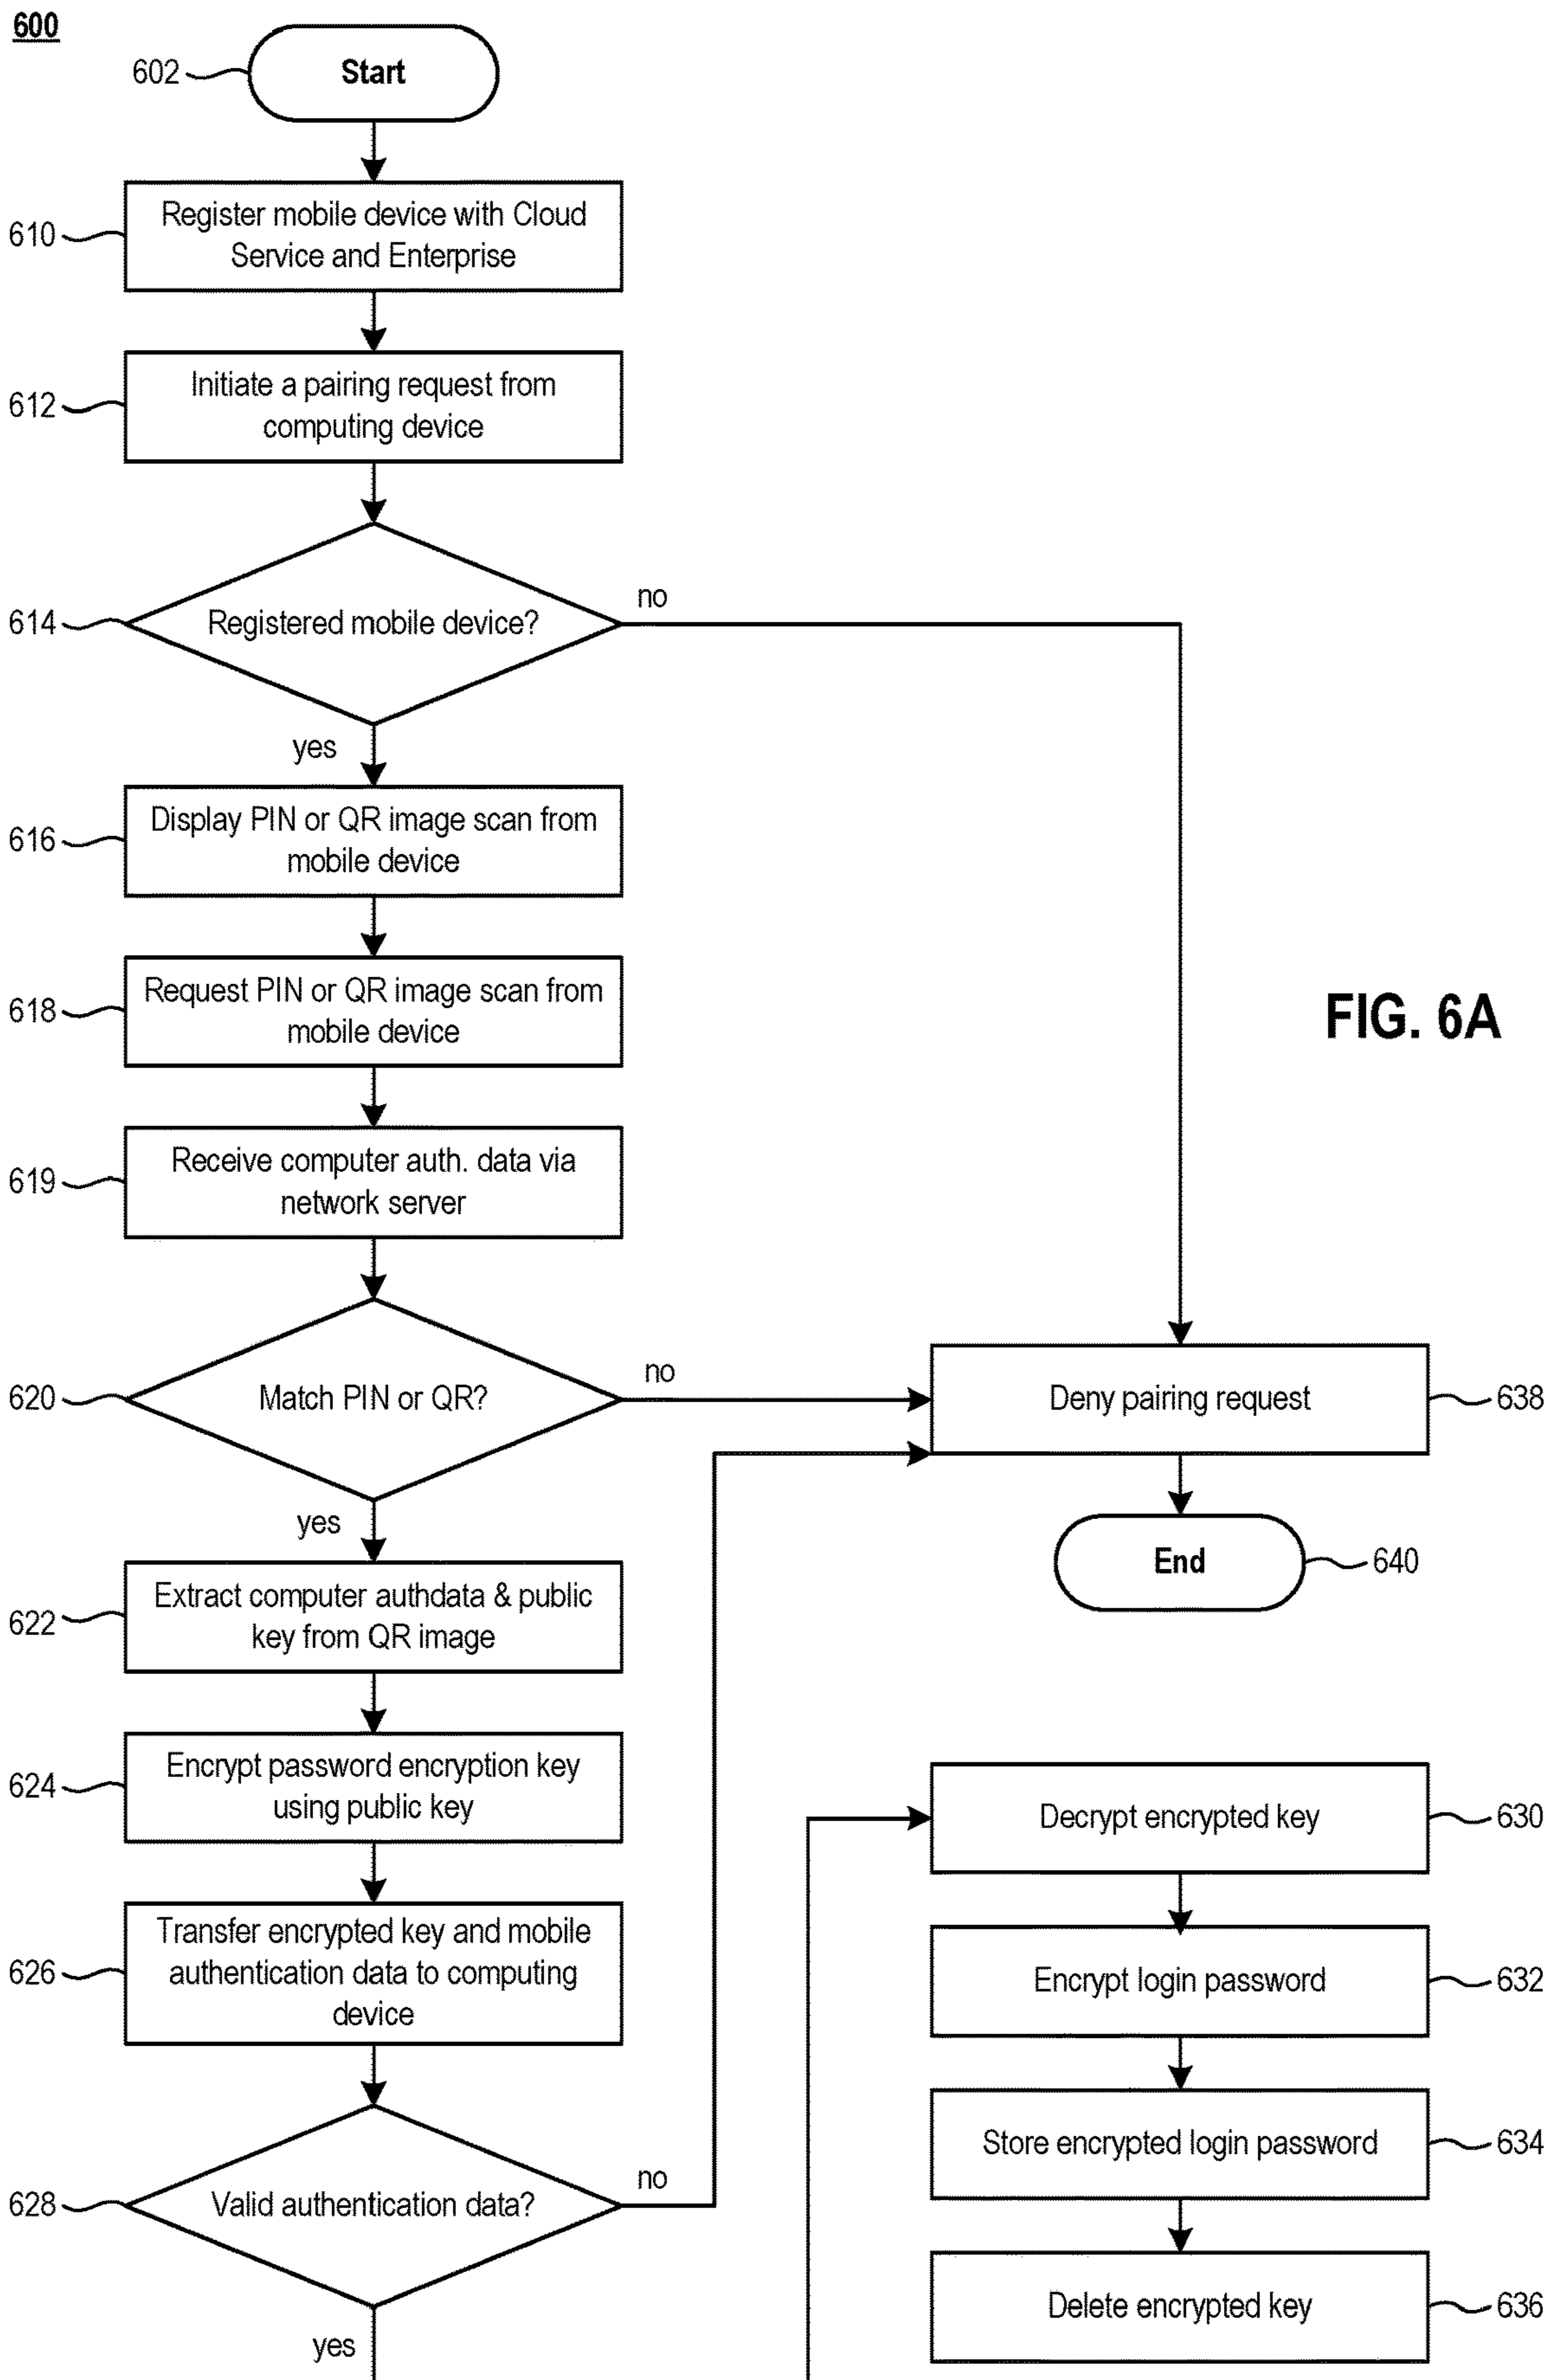 600
602
Start
610
Register mobile device with Cloud
Service and Enterprise
612
Initiate a pairing request from
computing device
614
Registered mobile device?
no
yes
616
Display PIN or QR image scan from
mobile device
618
Request PIN or QR image scan from
mobile device
FIG. 6A
619
Receive computer auth. data via
network server
620
Match PIN or QR?
no
Deny pairing request
638
yes
End
640
622
Extract computer authdata & public
key from QR image
624
Encrypt password encryption key
using public key
626
Transfer encrypted key and mobile
authentication data to computing
device
628
Valid authentication data?
no
yes
Decrypt encrypted key
630
Encrypt login password
632
Store encrypted login password
634
Delete encrypted key
636